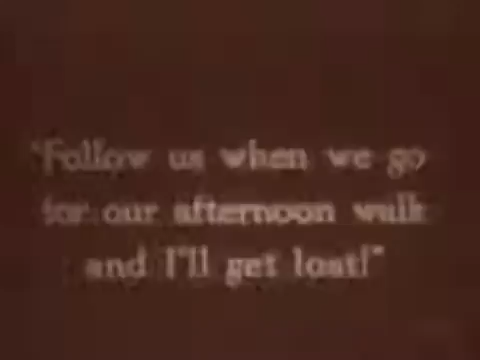 "Follow us when we go
for our afternoon walk
and I'll get lost!"